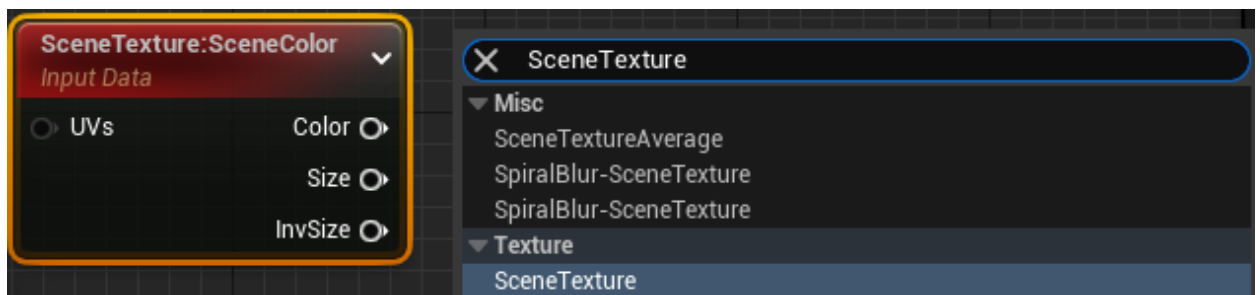 SceneTexture:SceneColor
Input Data
UVs
Color
Size
InvSize
SceneTexture
Misc
SceneTextureAverage
SpiralBlur-SceneTexture
SpiralBlur-SceneTexture
Texture
SceneTexture